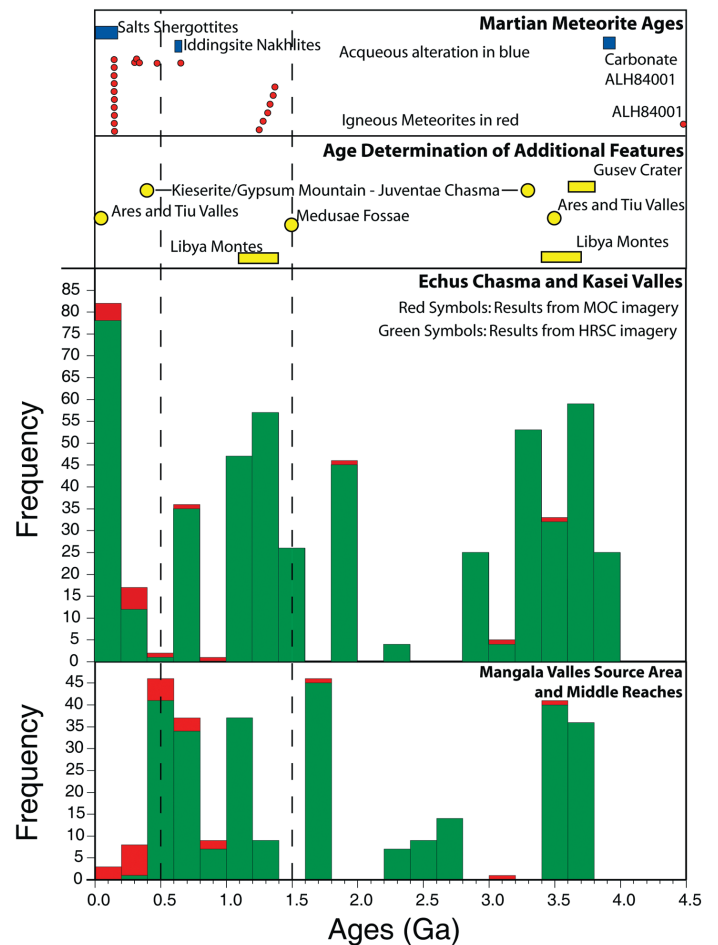 Martian Meteorite Ages
Salts Shergottites
Iddingsite Nakhlites
Acqueous alteration in blue
Carbonate
ALH84001
Igneous Meteorites in red
ALH84001
Age Determination of Additional Features
Gusev Crater
Kieserite/Gypsum Mountain - Juventae Chasma
Ares and Tiu Valles
Medusae Fossae
Ares and Tiu Valles
Libya Montes
Libya Montes
Echus Chasma and Kasei Valles
Red Symbols: Results from MOC imagery
Green Symbols: Results from HRSC imagery
85
80
75
70
65
60
55
50
45
40
35
30
25
20
15
10
5
0
Frequency
Mangala Valles Source Area
and Middle Reaches
45
40
35
30
25
20
15
10
5
0
Frequency
0.0 0.5 1.0 1.5 2.0 2.5 3.0 3.5 4.0 4.5
Ages (Ga)